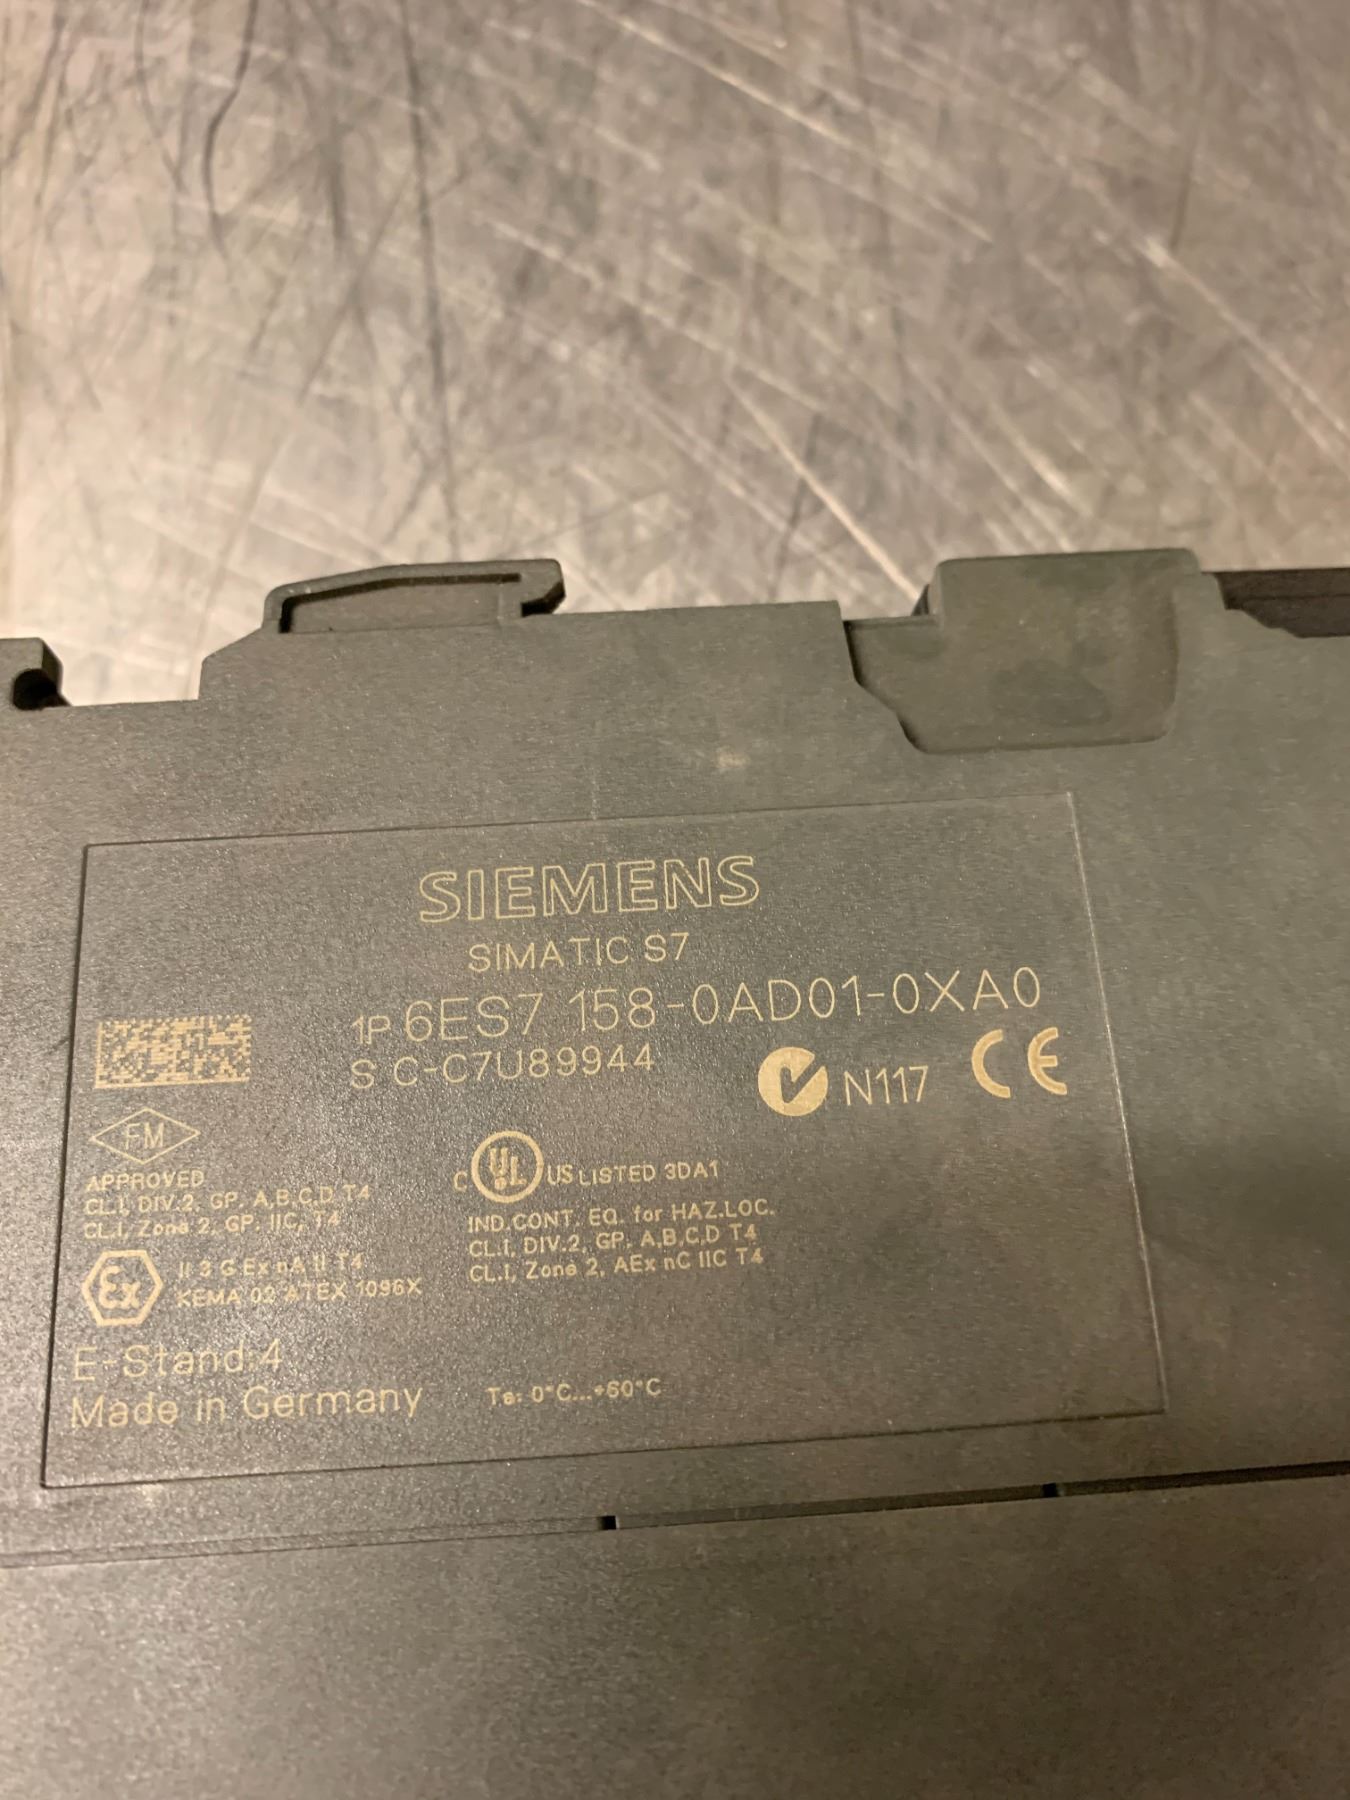 SIEMENS
SIMATIC S7
1P 6ES7 158-0AD01-0XA0
S C-C7U89944
N117 CE
FM
APPROVED
CL.I, DIV.2, GP. A,B,C,D T4
CL.I, Zone 2, GP. IIC, T4
C UL US LISTED 3DA1
IND.CONT. EQ. for HAZ.LOC.
CL.I, DIV.2, GP. A,B,C,D T4
CL.I, Zone 2, AEx nC IIC T4
Ex II 3 G Ex nA II T4
KEMA 02 ATEX 1096X
E-Stand:4
Made in Germany
Ta: 0°C...+60°C